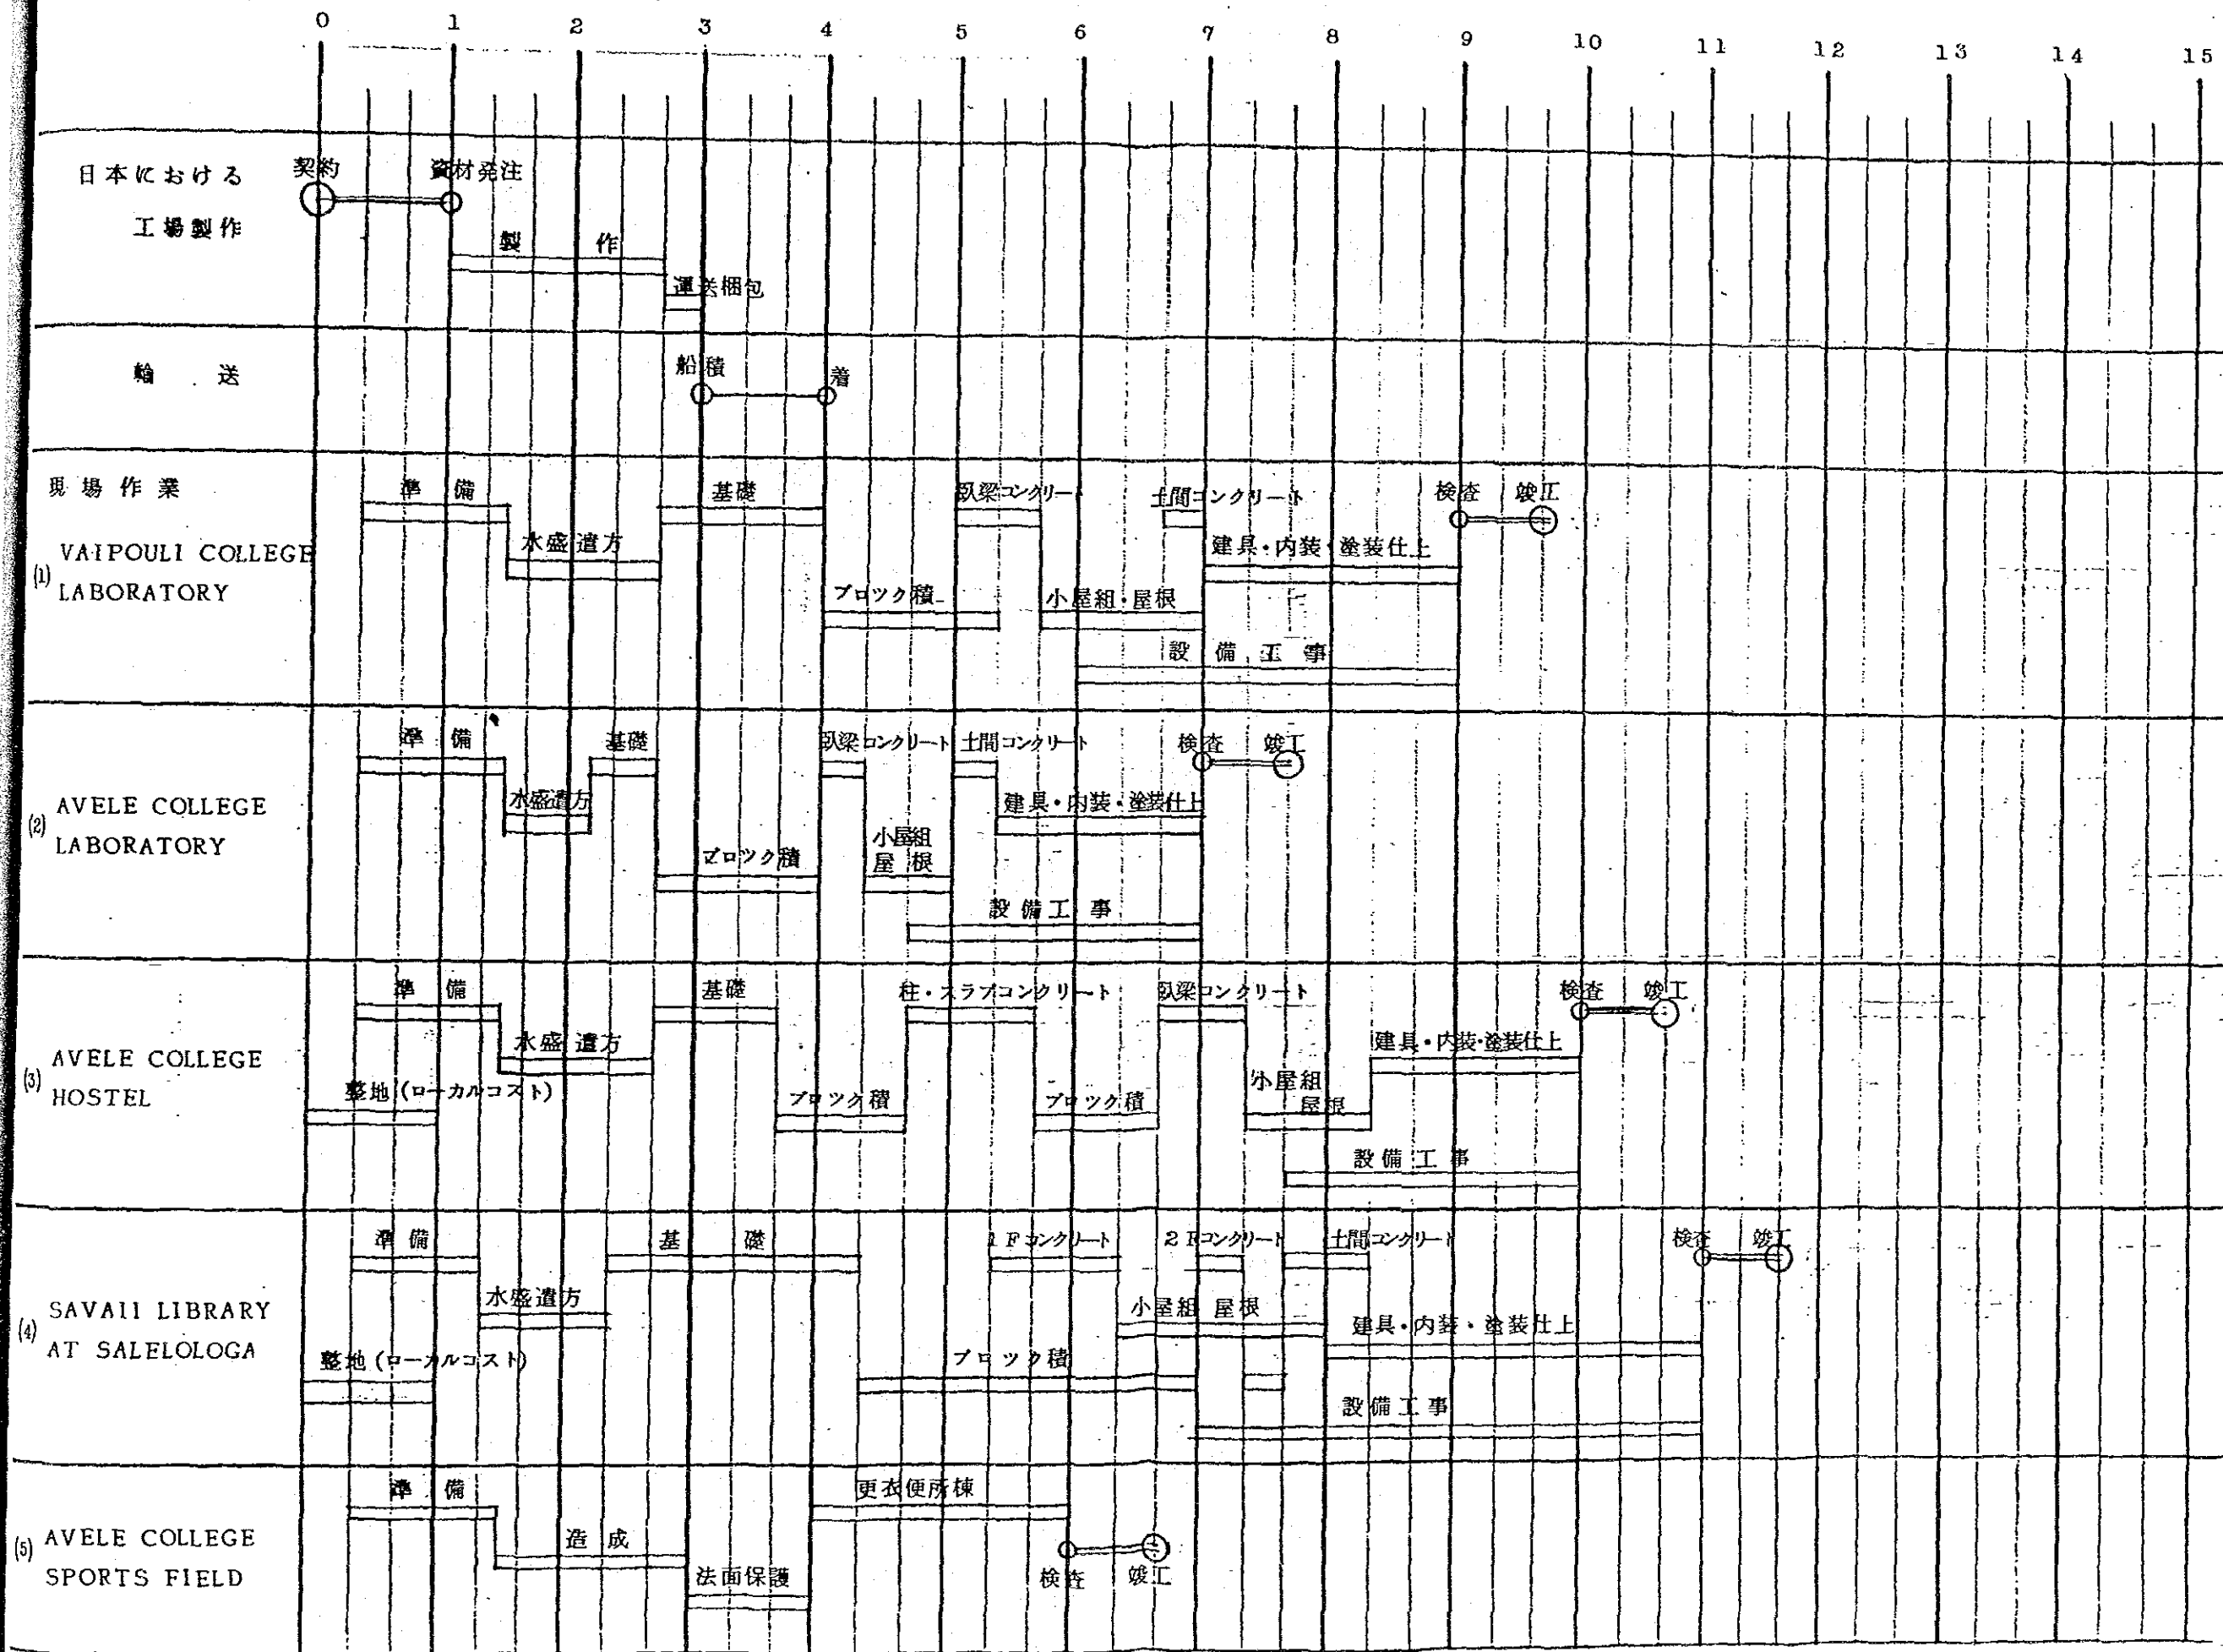 0 1 2 3 4 5 6 7 8 9 10 11 12 13 14 15
日本における
工場製作
契約 資材発注
製作
運送梱包
輸送
船積 着
現場作業
(1) VAIPOULI COLLEGE
LABORATORY
準備 基礎 臥梁コンクリート 土間コンクリート 検査 竣工
水盛遣方 建具・内装・塗装仕上
ブロック積 小屋組・屋根
設備工事
(2) AVELE COLLEGE
LABORATORY
準備 基礎 臥梁コンクリート 土間コンクリート 検査 竣工
水盛遣方 建具・内装・塗装仕上
ブロック積 小屋組
屋根
設備工事
(3) AVELE COLLEGE
HOSTEL
準備 基礎 柱・スラブコンクリート 臥梁コンクリート 検査 竣工
水盛遣方 建具・内装・塗装仕上
整地(ローカルコスト) ブロック積 ブロック積 小屋組
屋根
設備工事
(4) SAVAII LIBRARY
AT SALELOLOGA
準備 基礎 1Fコンクリート 2Fコンクリート 土間コンクリート 検査 竣工
水盛遣方 小屋組 屋根 建具・内装・塗装仕上
整地(ローカルコスト) ブロック積
設備工事
(5) AVELE COLLEGE
SPORTS FIELD
準備 更衣便所棟
造成 検査 竣工
法面保護